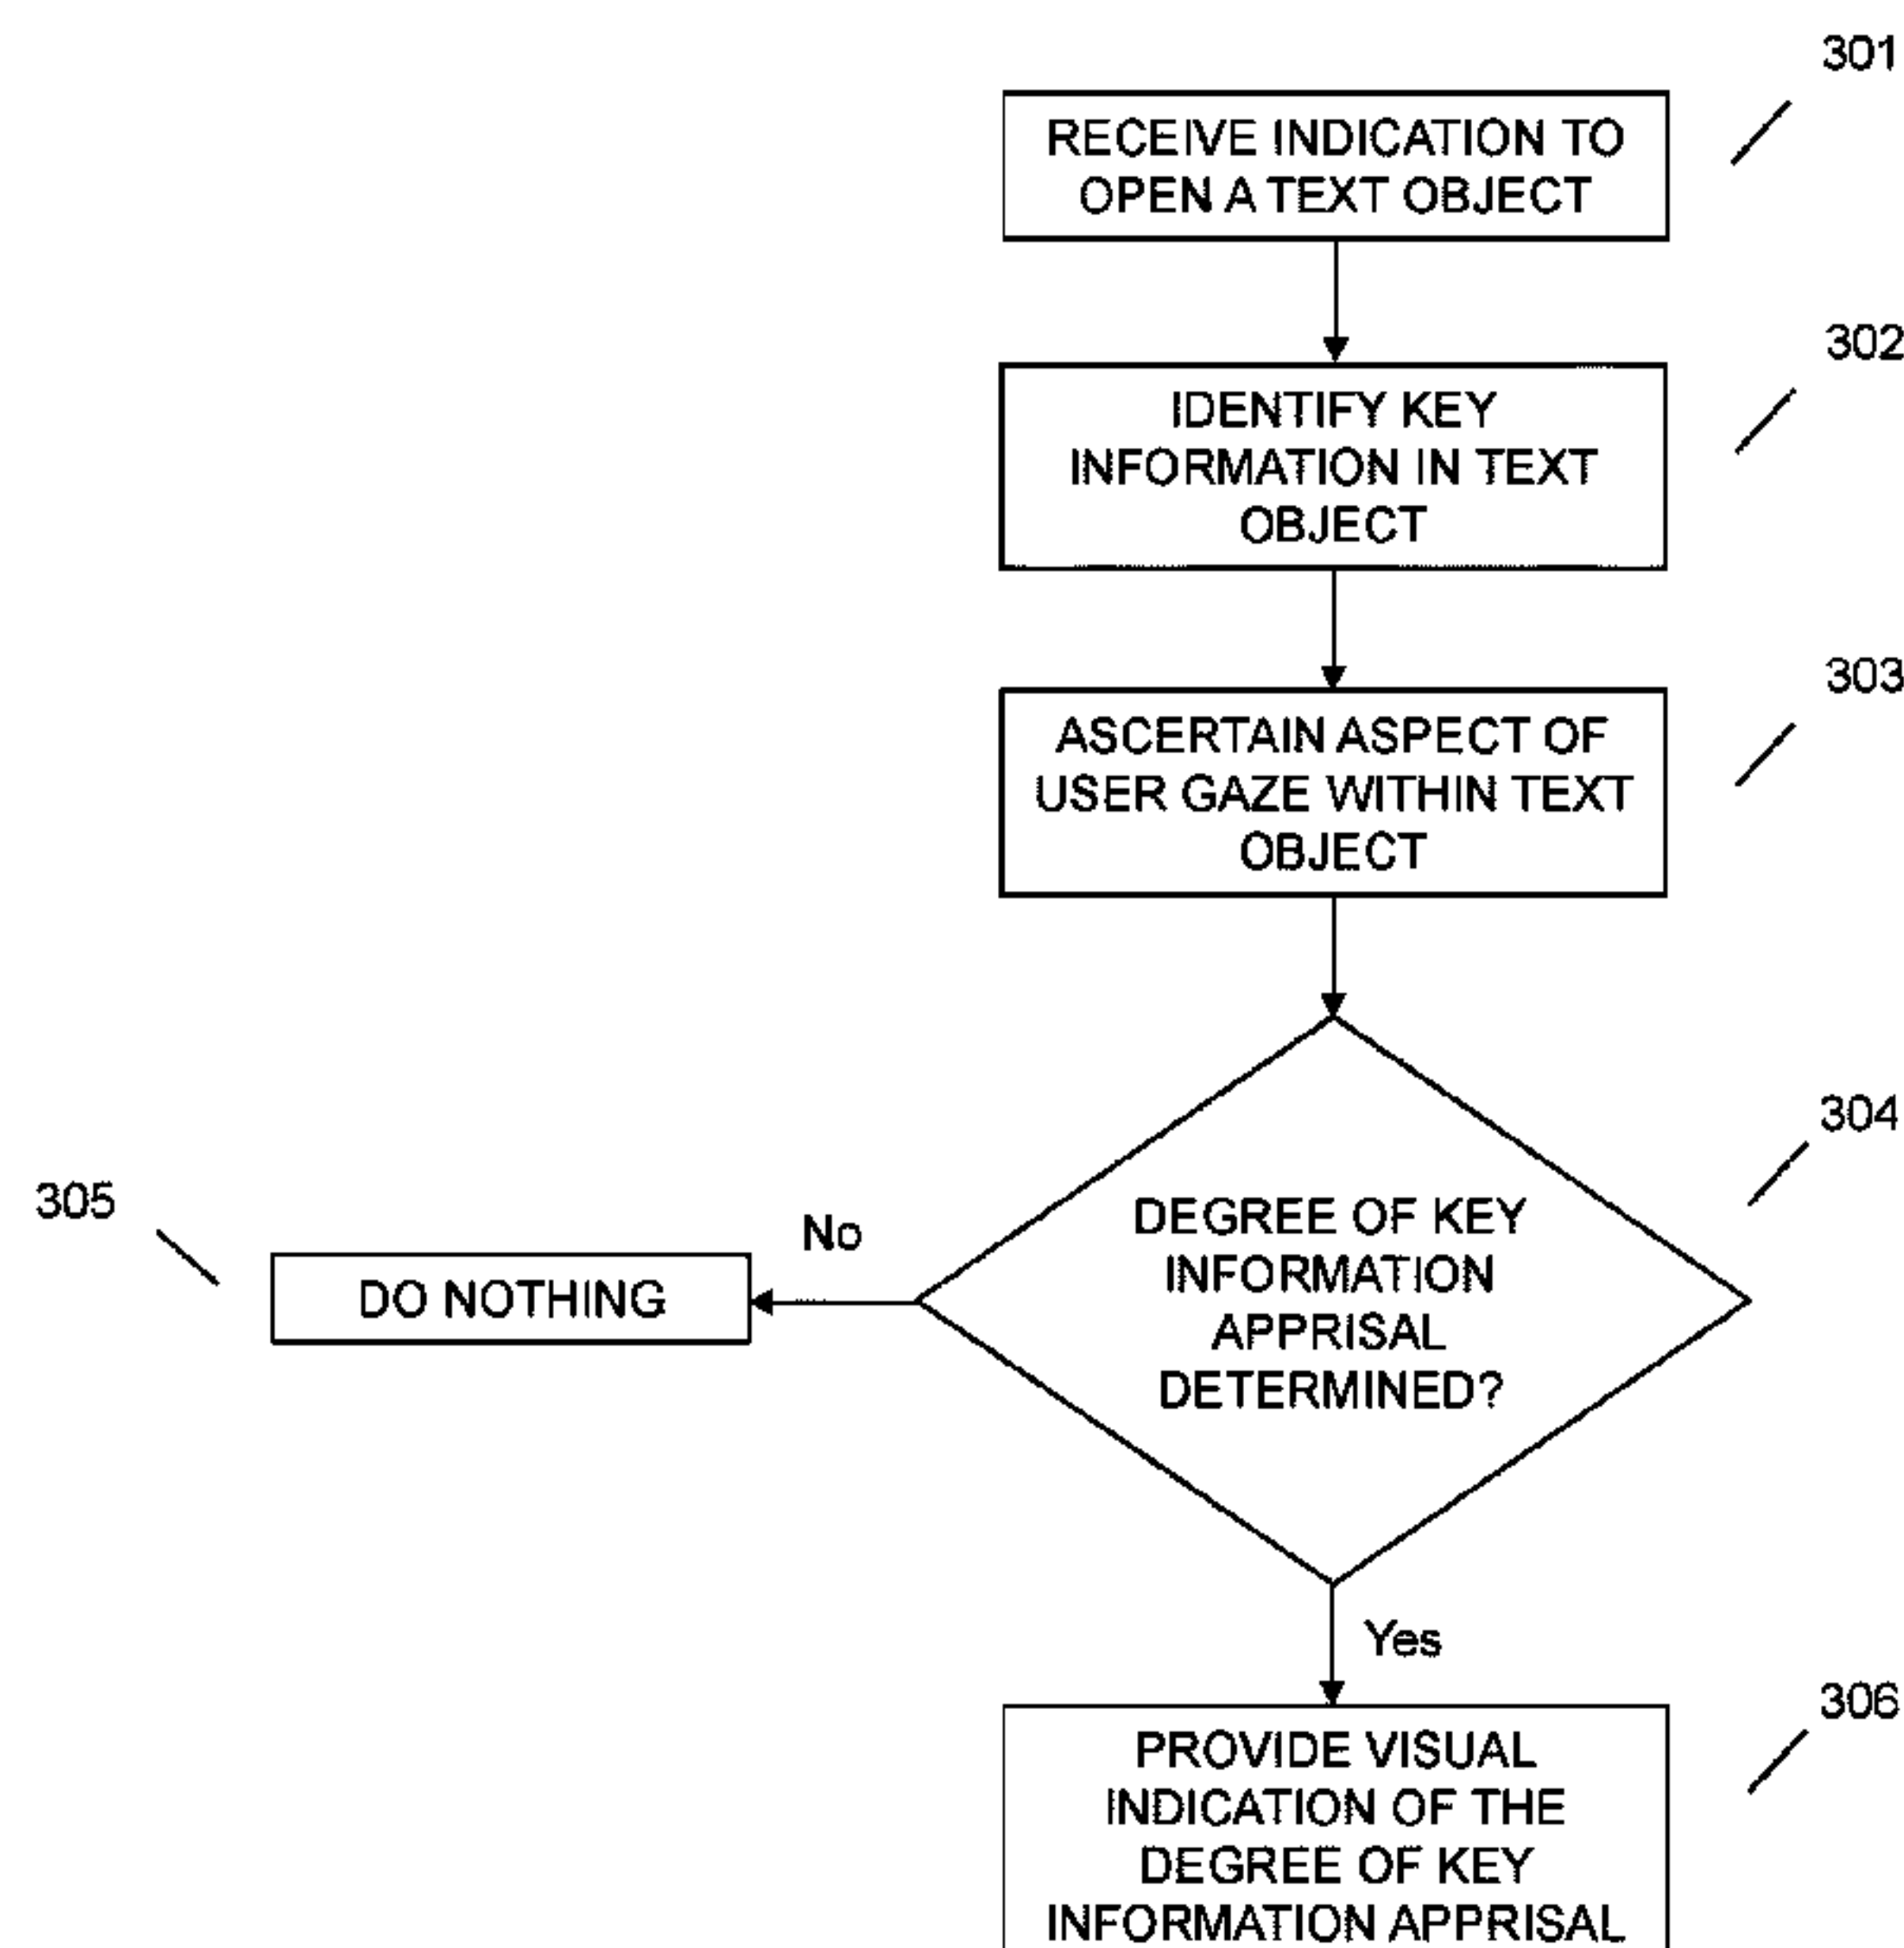 301
RECEIVE INDICATION TO
OPEN A TEXT OBJECT
302
IDENTIFY KEY
INFORMATION IN TEXT
OBJECT
303
ASCERTAIN ASPECT OF
USER GAZE WITHIN TEXT
OBJECT
304
DEGREE OF KEY
INFORMATION
APPRISAL
DETERMINED?
305
No
DO NOTHING
Yes
306
PROVIDE VISUAL
INDICATION OF THE
DEGREE OF KEY
INFORMATION APPRISAL